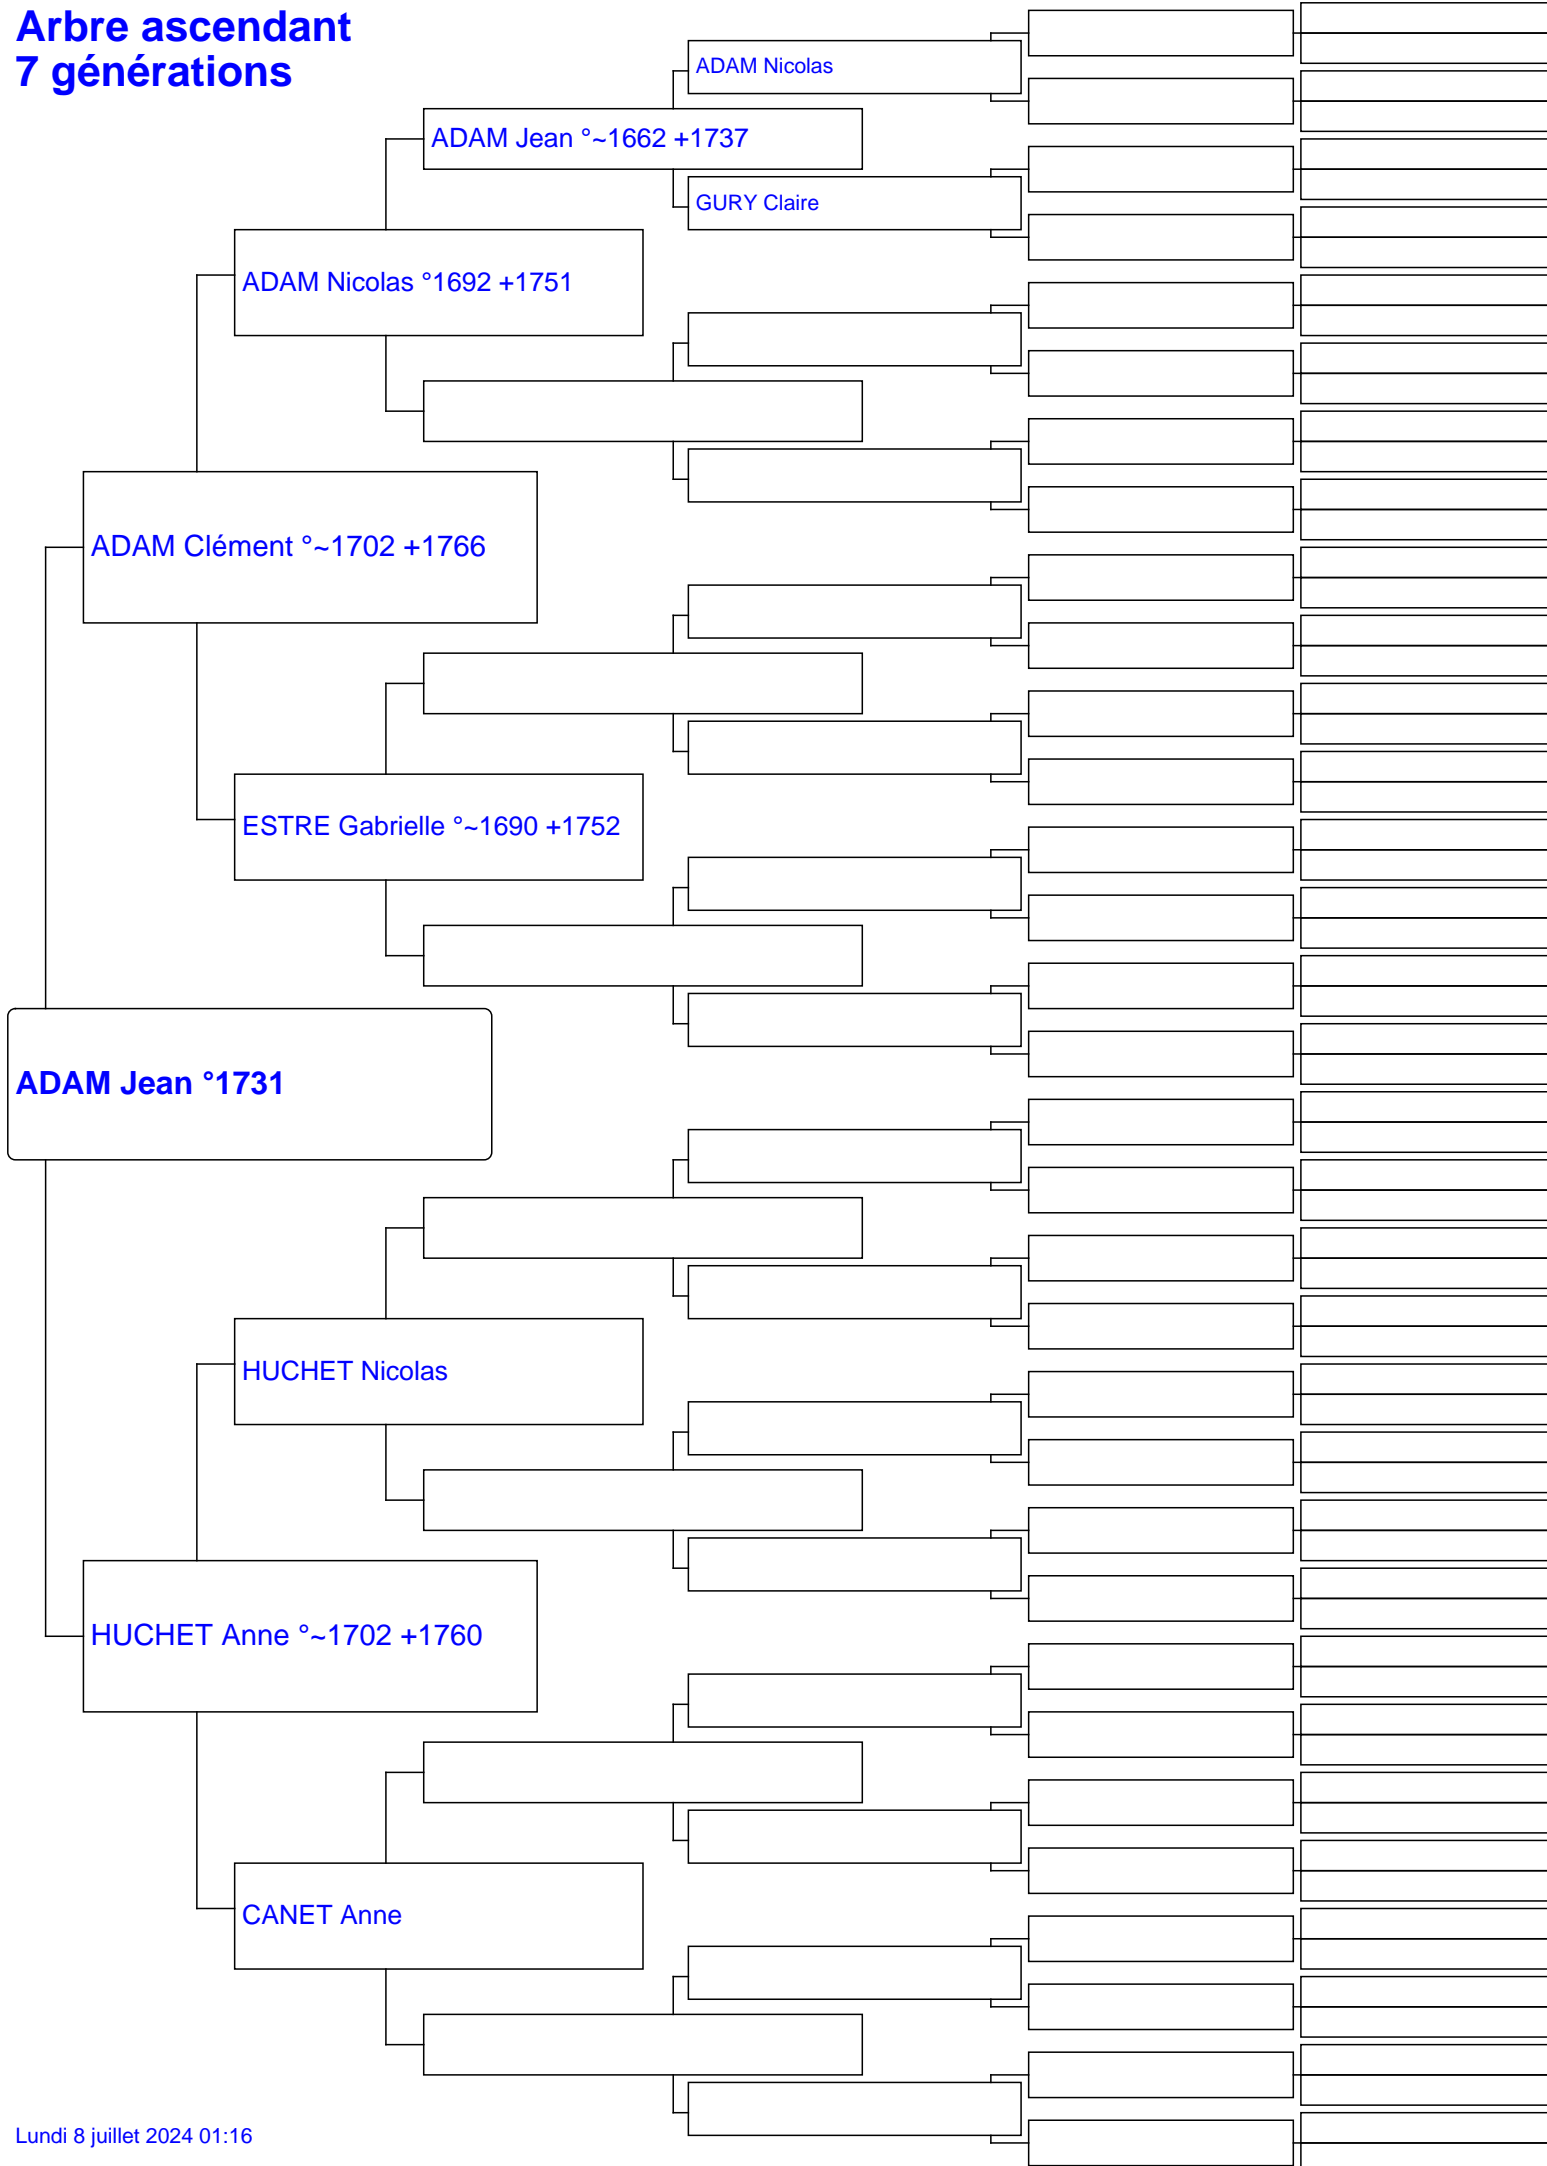 Arbre ascendant
7 générations
ADAM Nicolas
ADAM Jean °~1662 +1737
GURY Claire
ADAM Nicolas °1692 +1751
ADAM Clément °~1702 +1766
ESTRE Gabrielle °~1690 +1752
ADAM Jean °1731
HUCHET Nicolas
HUCHET Anne °~1702 +1760
CANET Anne
Lundi 8 juillet 2024 01:16